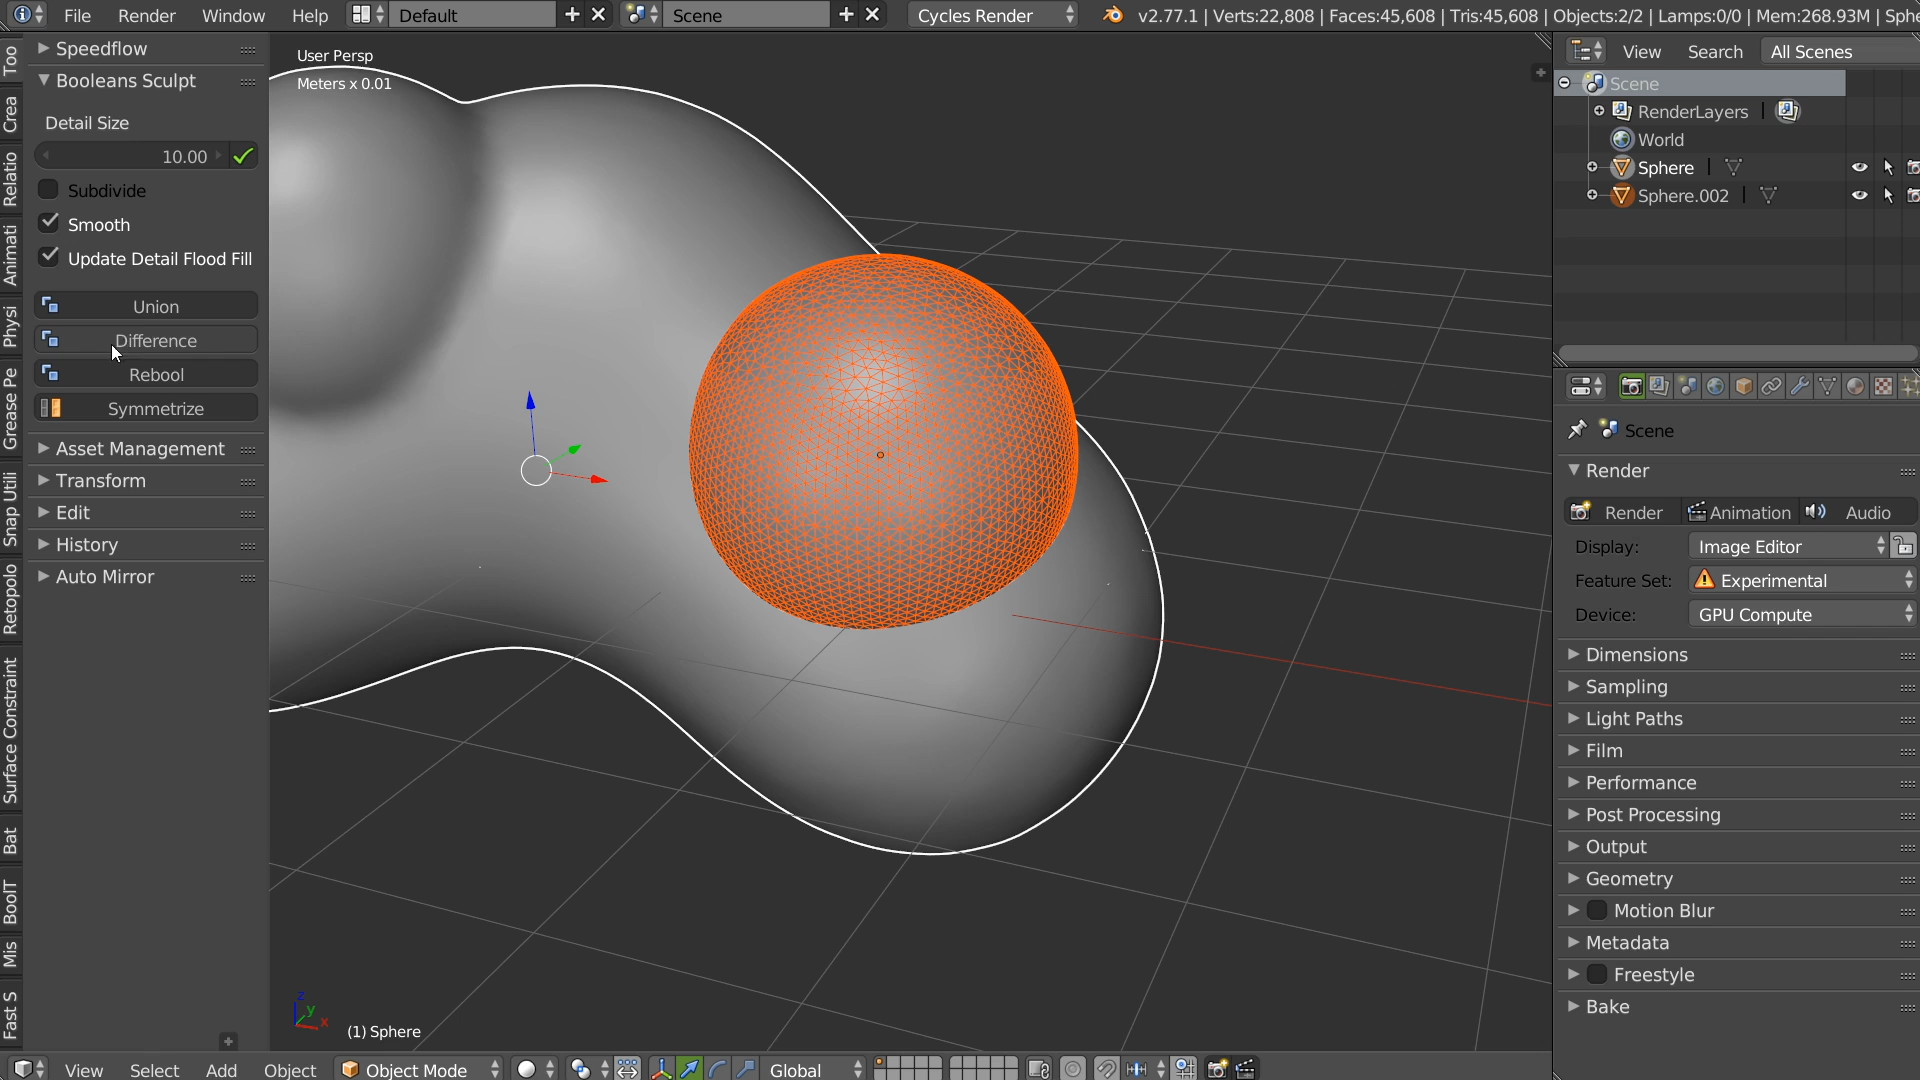 File Render Window Help Default Scene Cycles Render v2.77.1 | Verts:22,808 | Faces:45,608 | Tris:45,608 | Objects:2/2 | Lamps:0/0 | Mem:268.93M | Sphe
Too
Crea
Relatio
Animati
Physi
Grease Pe
Snap Utili
Retopolo
Surface Constraint
Bat
BoolT
Mis
Fast S
Speedflow
Booleans Sculpt
Detail Size
10.00
Subdivide
Smooth
Update Detail Flood Fill
Union
Difference
Rebool
Symmetrize
Asset Management
Transform
Edit
History
Auto Mirror
User Persp
Meters x 0.01
z
y
x
(1) Sphere
View Select Add Object Object Mode Global
View Search All Scenes
Scene
RenderLayers
World
Sphere
Sphere.002
Scene
Render
Render Animation Audio
Display: Image Editor
Feature Set: Experimental
Device: GPU Compute
Dimensions
Sampling
Light Paths
Film
Performance
Post Processing
Output
Geometry
Motion Blur
Metadata
Freestyle
Bake